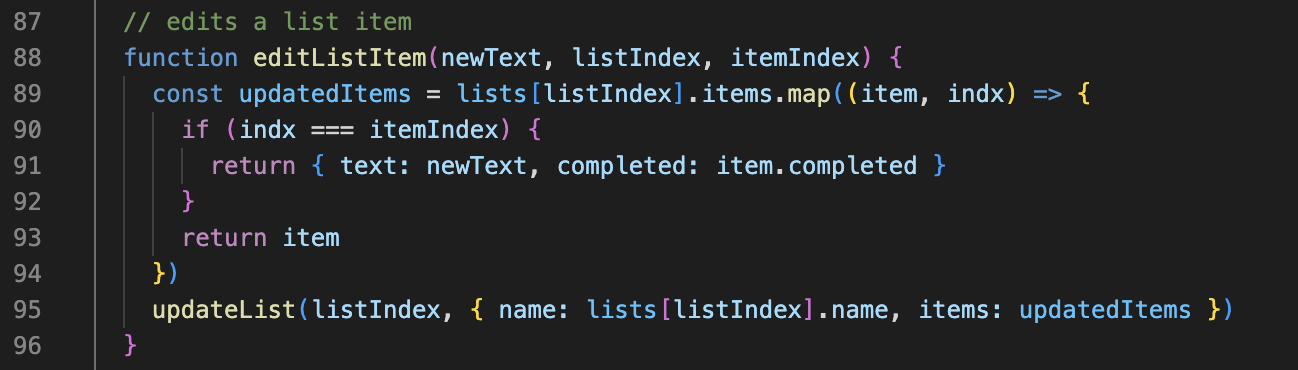 87 // edits a list item
88 function editListItem(newText, listIndex, itemIndex) {
89 const updatedItems = lists[listIndex].items.map((item, indx) => {
90 if (indx === itemIndex) {
91 return { text: newText, completed: item.completed }
92 }
93 return item
94 })
95 updateList(listIndex, { name: lists[listIndex].name, items: updatedItems })
96 }